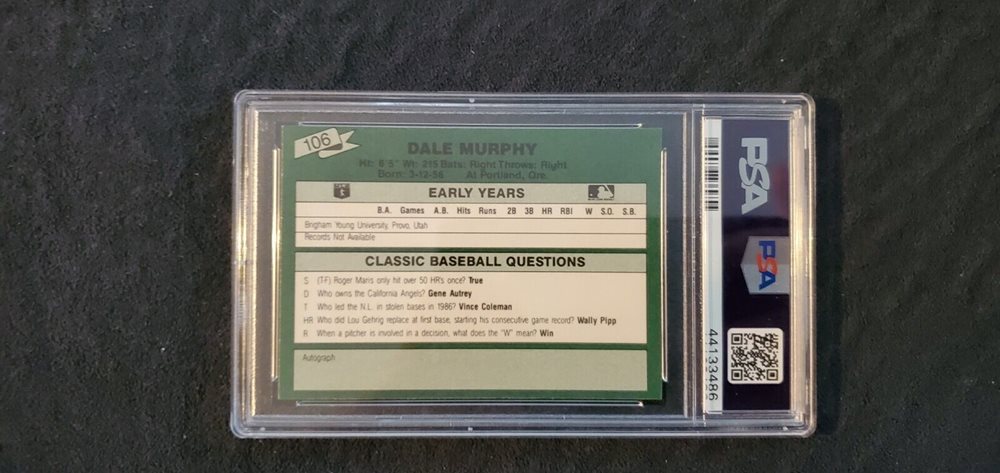 106
DALE MURPHY
Ht: 6'5" Wt: 215 Bats: Right Throws: Right
Born: 3-12-56 At Portland, Ore.
EARLY YEARS
B.A. Games A.B. Hits Runs 2B 3B HR RBI W S.O. S.B.
Brigham Young University, Provo, Utah
Records Not Available
CLASSIC BASEBALL QUESTIONS
S (TF) Roger Maris only hit over 50 HR's once? True
D Who owns the California Angels? Gene Autrey
T Who led the N.L. in stolen bases in 1986? Vince Coleman
HR Who did Lou Gehrig replace at first base, starting his consecutive game record? Wally Pipp
R When a pitcher is involved in a decision, what does the "W" mean? Win
Autograph
PSA
PSA
44133486